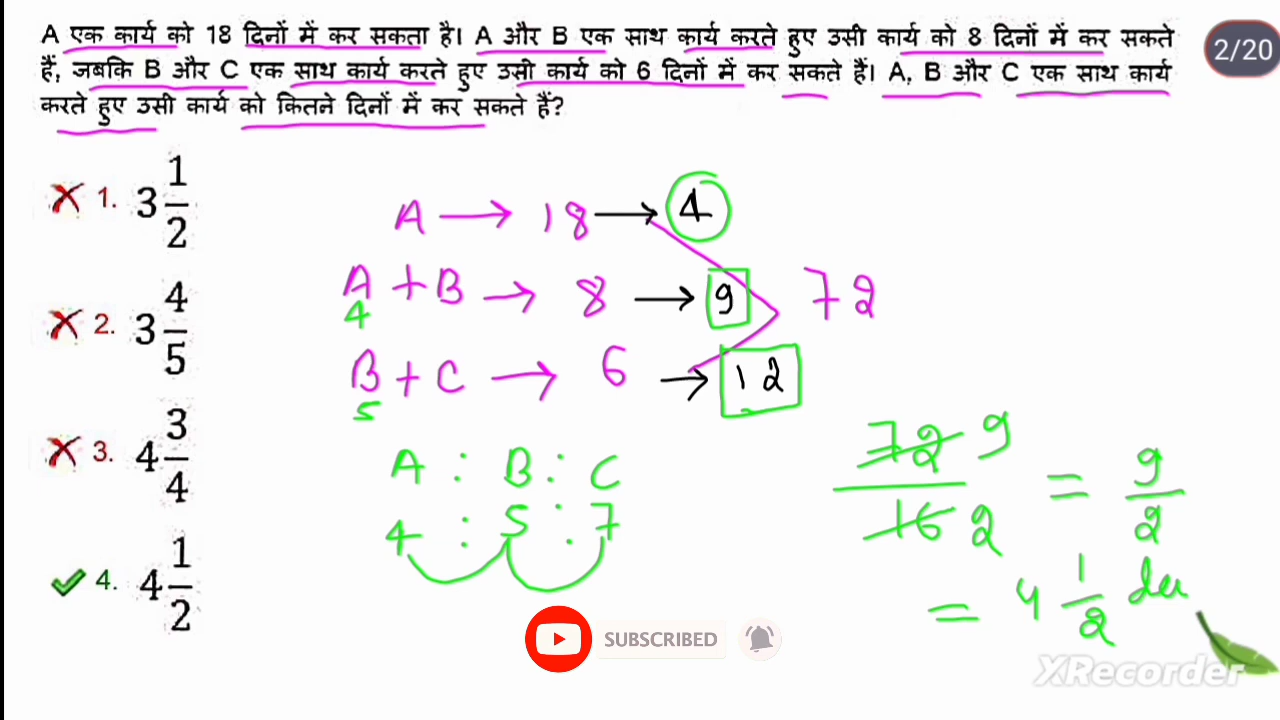 A एक कार्य को 18 दिनों में कर सकता है। A और B एक साथ कार्य करते हुए उसी कार्य को 8 दिनों में कर सकते
हैं, जबकि B और C एक साथ कार्य करते हुए उसी कार्य को 6 दिनों में कर सकते हैं। A, B और C एक साथ कार्य
करते हुए उसी कार्य को कितने दिनों में कर सकते हैं?
2/20
1. 3 1/2
2. 3 4/5
3. 4 3/4
4. 4 1/2
A → 18 → 4
A + B → 8 → 9
4
72
B + C → 6 → 12
5
A : B : C
4 : 5 : 7
72 9
16 2
= 9/2
= 4 1/2
SUBSCRIBED
XRecorder